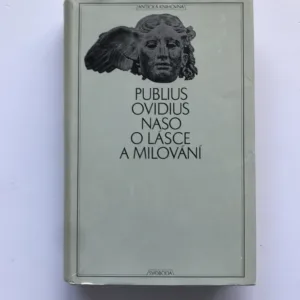 PUBLIUS
OVIDIUS
NASO
O LÁSCE
A MILOVÁNÍ